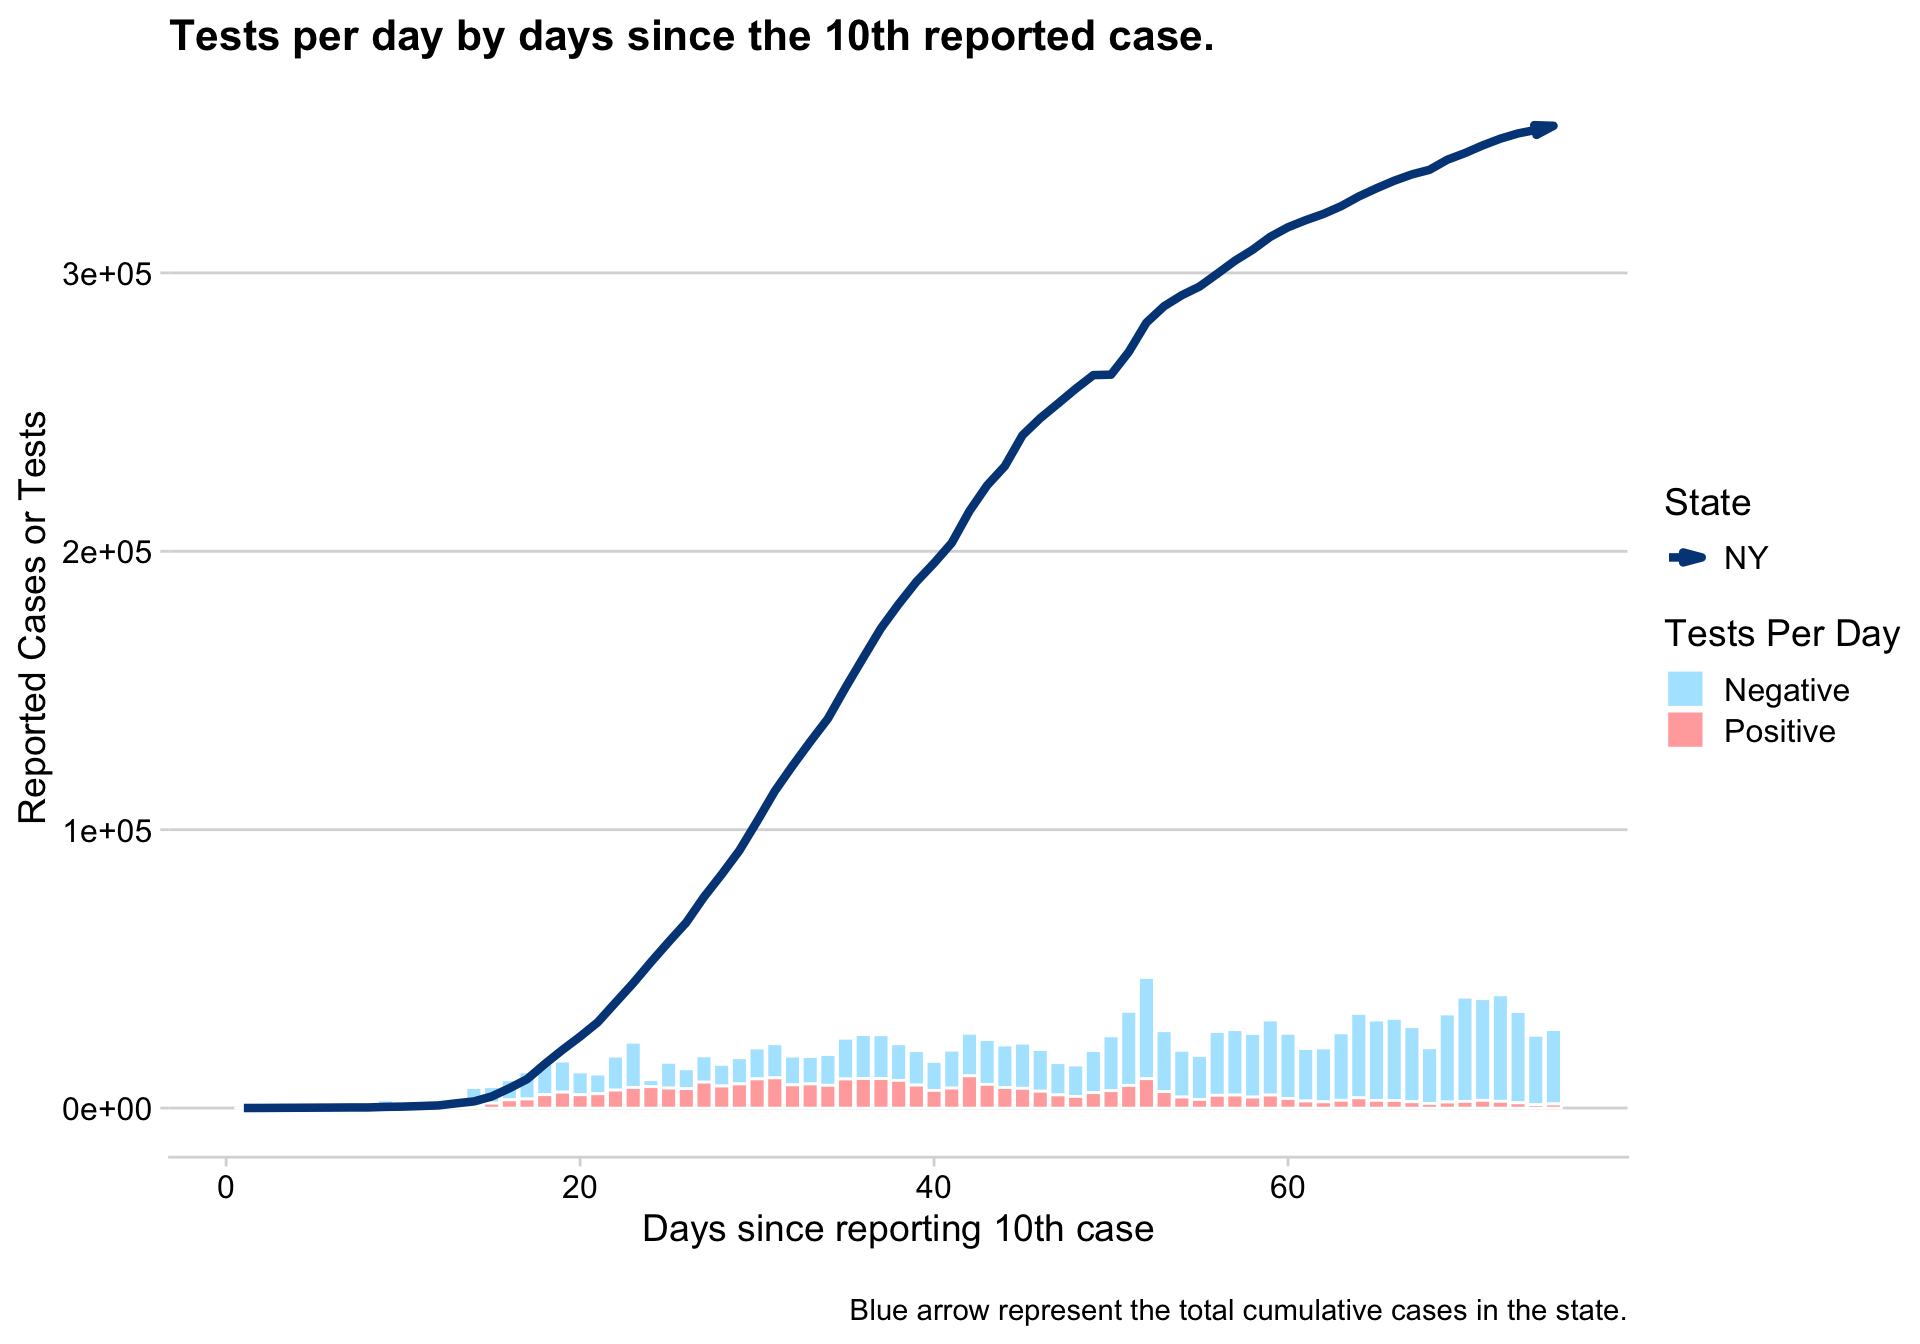 Tests per day by days since the 10th reported case.
Reported Cases or Tests
3e+05
2e+05
1e+05
0e+00
0 20 40 60
Days since reporting 10th case
State
NY
Tests Per Day
Negative
Positive
Blue arrow represent the total cumulative cases in the state.